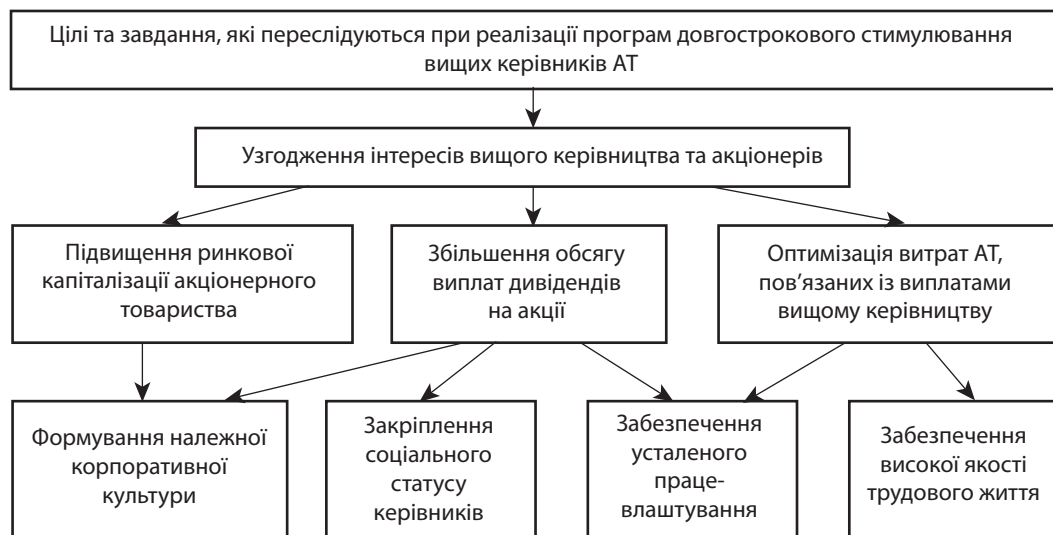 Цілі та завдання, які переслідуються при реалізації програм довгострокового стимулювання
вищих керівників АТ
Узгодження інтересів вищого керівництва та акціонерів
Підвищення ринкової
капіталізації акціонерного
товариства
Збільшення обсягу
виплат дивідендів
на акції
Оптимізація витрат АТ,
пов’язаних із виплатами
вищому керівництву
Формування належної
корпоративної
культури
Закріплення
соціального
статусу
керівників
Забезпечення
усталеного
праце-
влаштування
Забезпечення
високої якості
трудового життя